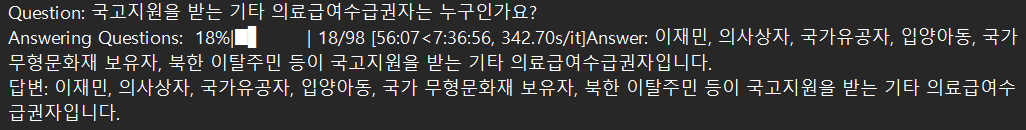 Question: 국고지원을 받는 기타 의료급여수급권자는 누구인가요?
Answering Questions:  18%|█▊        | 18/98 [56:07<7:36:56, 342.70s/it]Answer: 이재민, 의사상자, 국가유공자, 입양아동, 국가
무형문화재 보유자, 북한 이탈주민 등이 국고지원을 받는 기타 의료급여수급권자입니다.
답변: 이재민, 의사상자, 국가유공자, 입양아동, 국가 무형문화재 보유자, 북한 이탈주민 등이 국고지원을 받는 기타 의료급여수
급권자입니다.